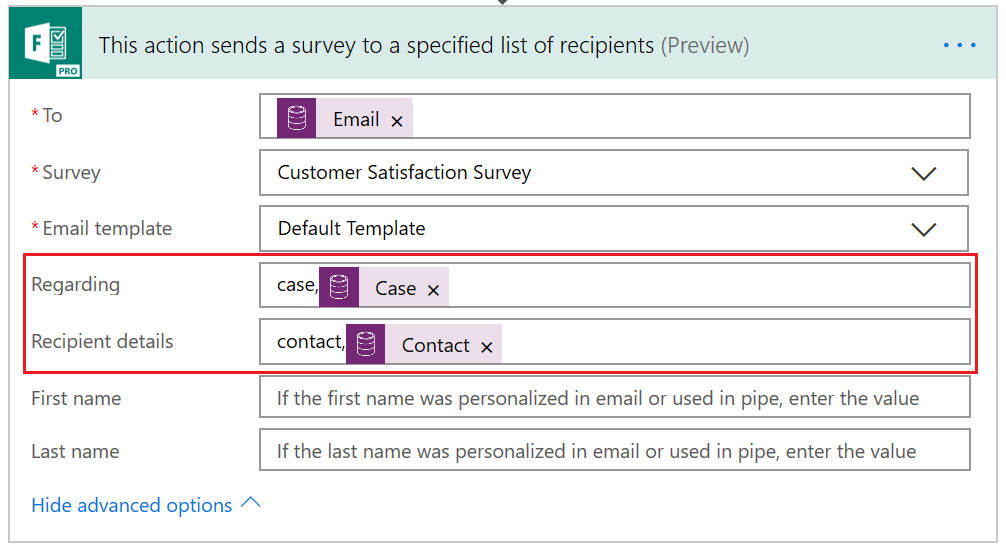 F
PRO
This action sends a survey to a specified list of recipients (Preview)
* To
Email ×
* Survey
Customer Satisfaction Survey
* Email template
Default Template
Regarding
case, Case ×
Recipient details
contact, Contact ×
First name
If the first name was personalized in email or used in pipe, enter the value
Last name
If the last name was personalized in email or used in pipe, enter the value
Hide advanced options